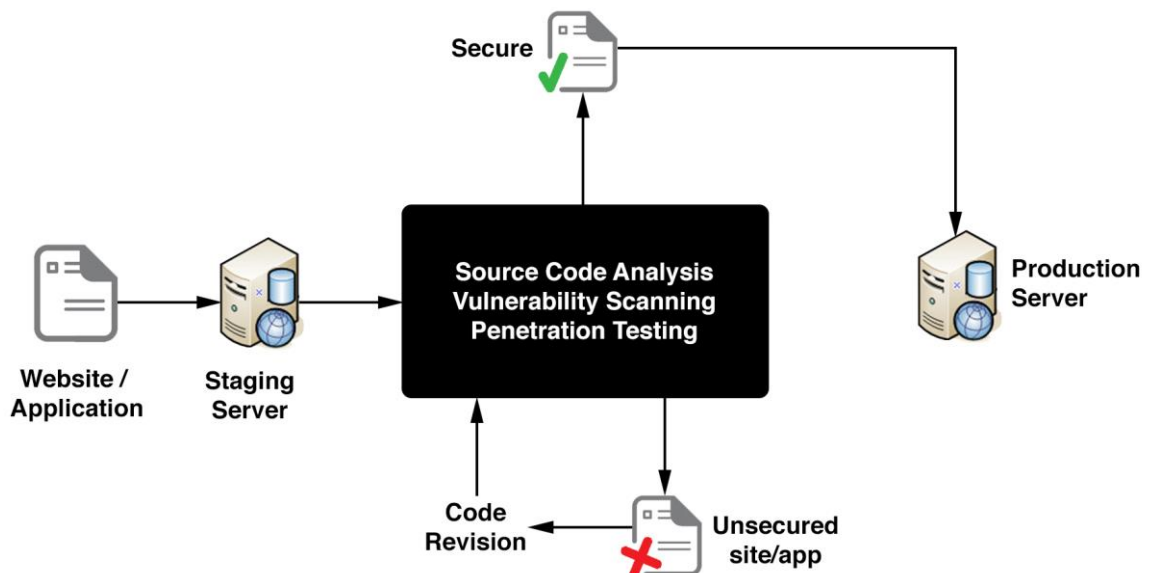 Secure
Source Code Analysis
Vulnerability Scanning
Penetration Testing
Production
Server
Website /
Application
Staging
Server
Code
Revision
Unsecured
site/app